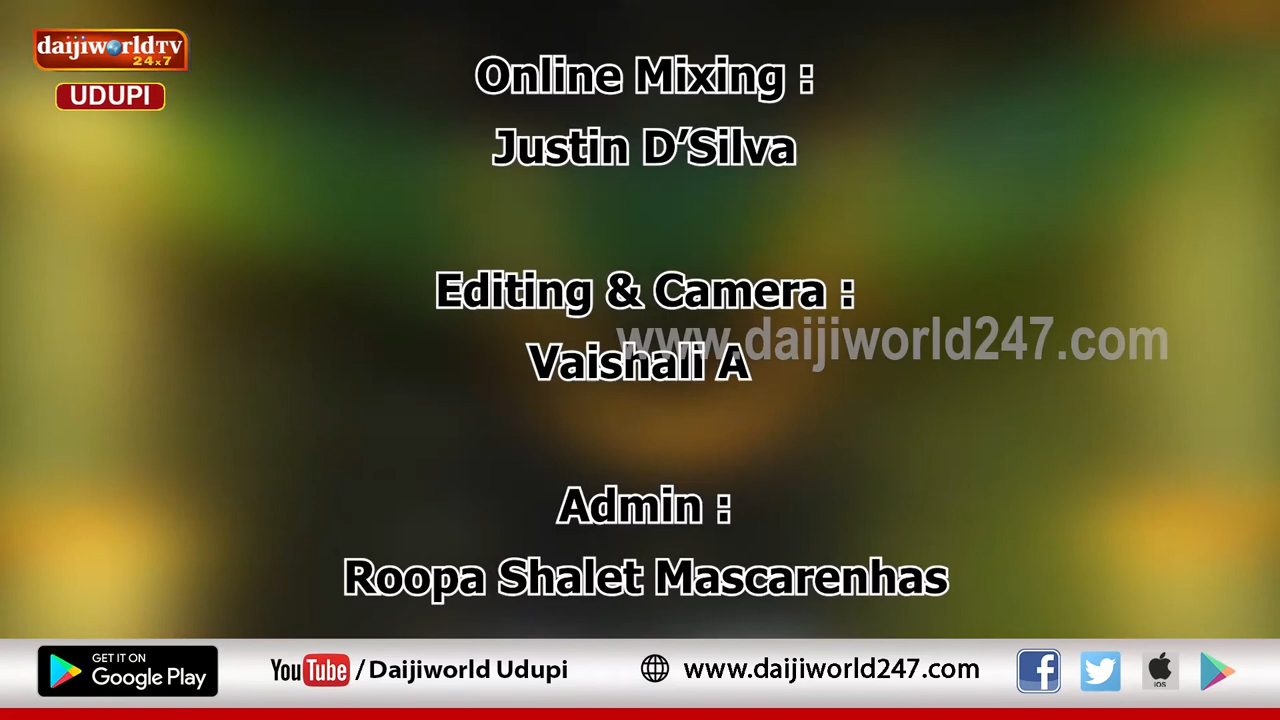 daijiworldTV
24x7
UDUPI
Online Mixing :
Justin D’Silva
Editing & Camera :
www.daijiworld247.com
Vaishali A
Admin :
Roopa Shalet Mascarenhas
GET IT ON
Google Play
YouTube /Daijiworld Udupi
www.daijiworld247.com
f
iOS